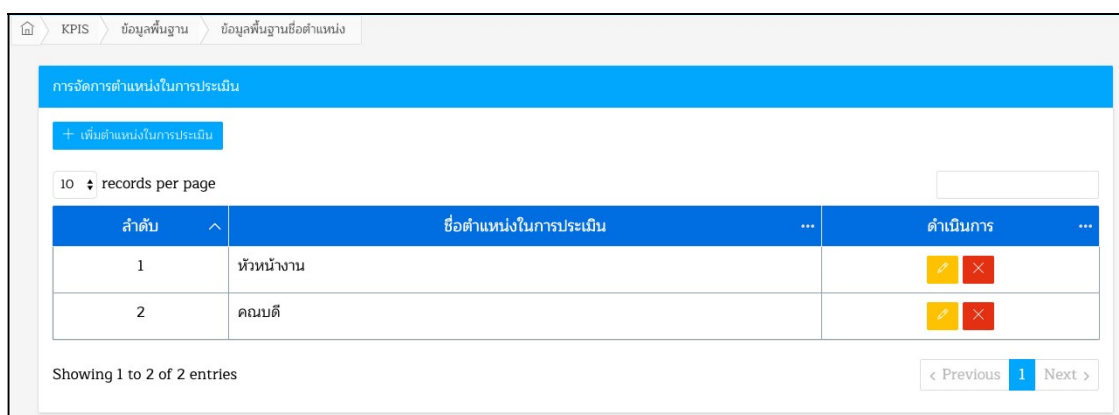 KPIS ข้อมูลพื้นฐาน ข้อมูลพื้นฐานชื่อตำแหน่ง
การจัดการตำแหน่งในการประเมิน
+ เพิ่มตำแหน่งในการประเมิน
10 records per page
ลำดับ ชื่อตำแหน่งในการประเมิน ... ดำเนินการ ...
1 หัวหน้างาน
2 คณบดี
Showing 1 to 2 of 2 entries < Previous 1 Next >